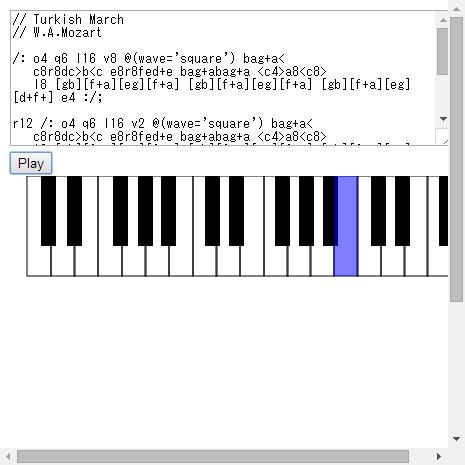 // Turkish March
// W.A.Mozart
/: o4 q6 l16 v8 @(wave='square') bag+a<
c8r8dc>b<c e8r8fed+e bag+abag+a <c4>a8<c8>
l8 [gb][f+a][eg][f+a] [gb][f+a][eg][f+a] [gb][f+a][eg]
[d+f+] e4 :/;
r12 /: o4 q6 l16 v2 @(wave='square') bag+a<
c8r8dc>b<c e8r8fed+e bag+abag+a <c4>a8<c8>
Play